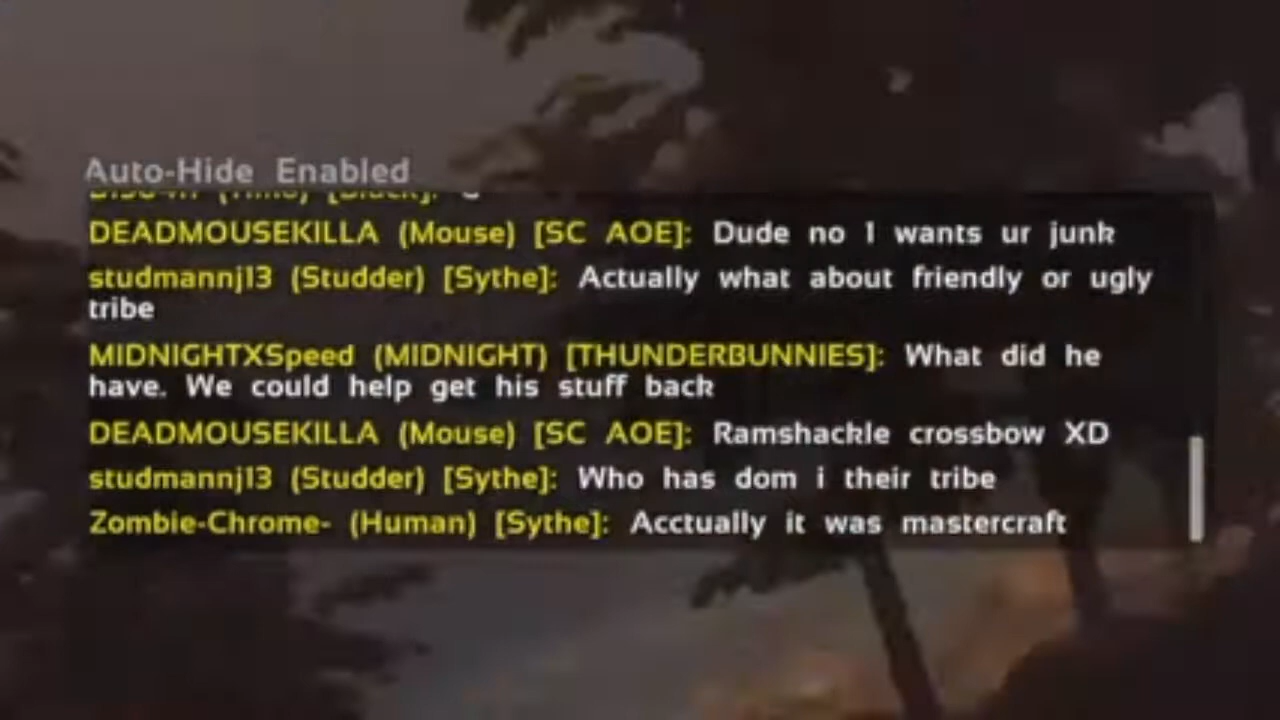 Auto-Hide Enabled
DEADMOUSEKILLA (Mouse) [SC AOE]: Dude no 1 wants ur junk
studmannj13 (Studder) [Sythe]: Actually what about friendly or ugly
tribe
MIDNIGHTXSpeed (MIDNIGHT) [THUNDERBUNNIES]: What did he
have. We could help get his stuff back
DEADMOUSEKILLA (Mouse) [SC AOE]: Ramshackle crossbow XD
studmannj13 (Studder) [Sythe]: Who has dom i their tribe
Zombie-Chrome- (Human) [Sythe]: Acctually it was mastercraft